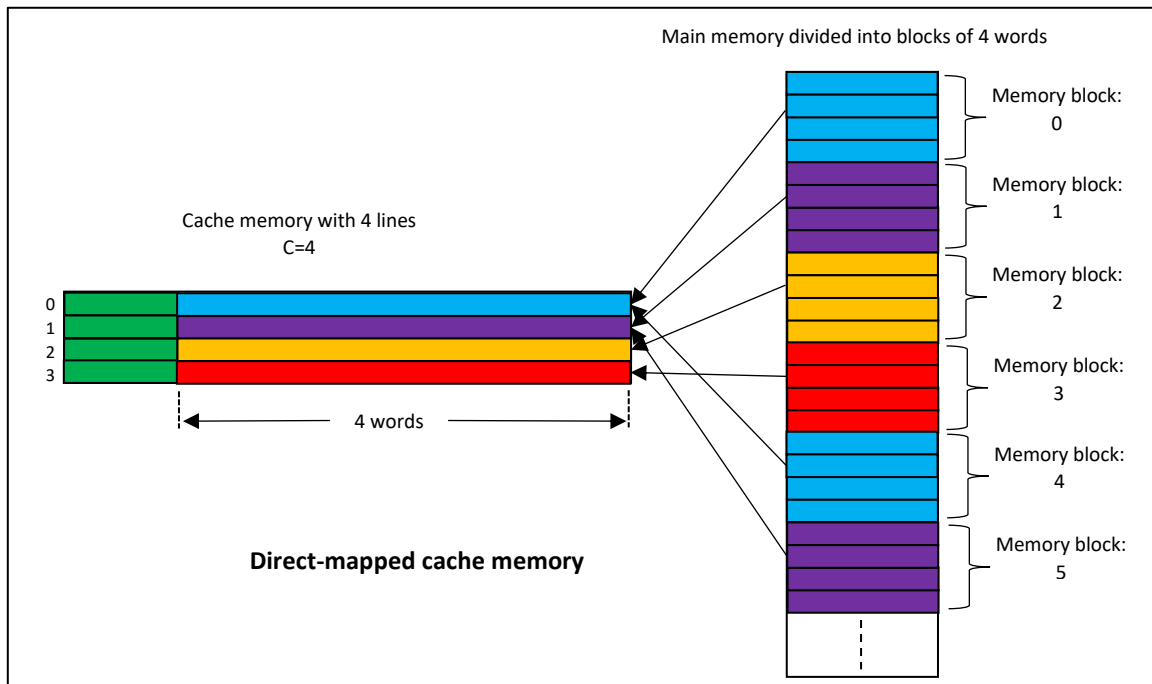 Main memory divided into blocks of 4 words
Memory block:
0
Memory block:
1
Cache memory with 4 lines
C=4
Memory block:
2
0
1
2
3
Memory block:
3
4 words
Memory block:
4
Direct-mapped cache memory
Memory block:
5